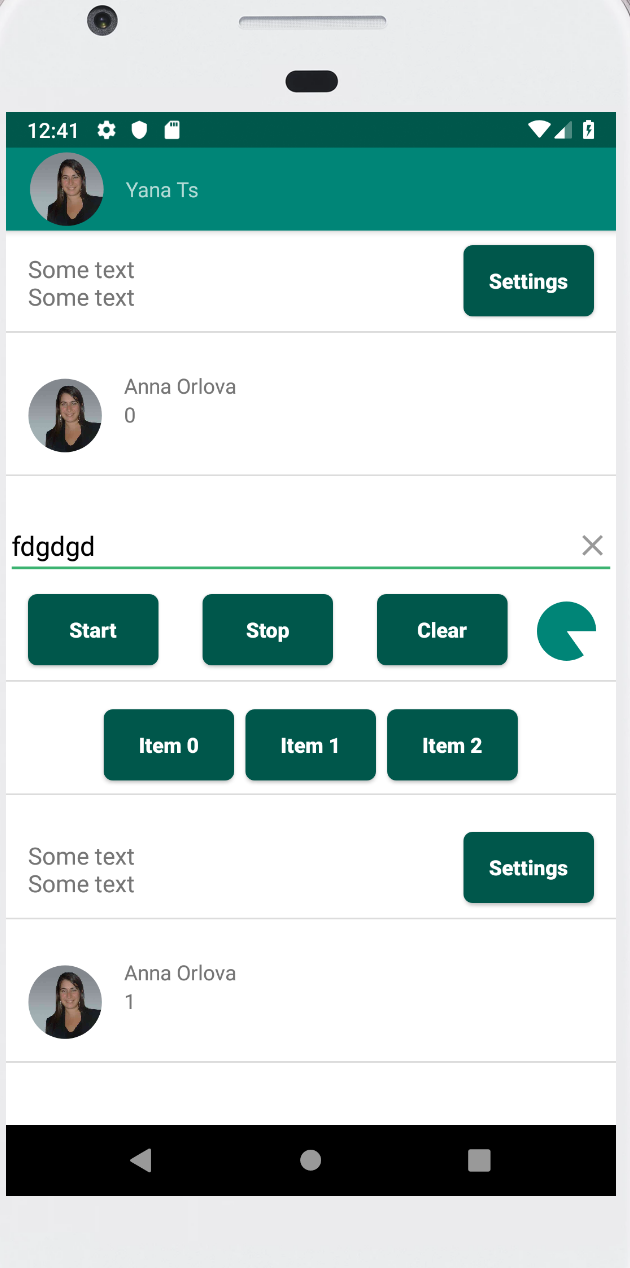 12:41
Yana Ts
Some text
Some text
Settings
Anna Orlova
0
fdgdgd
Start Stop Clear
Item 0 Item 1 Item 2
Some text
Some text
Settings
Anna Orlova
1